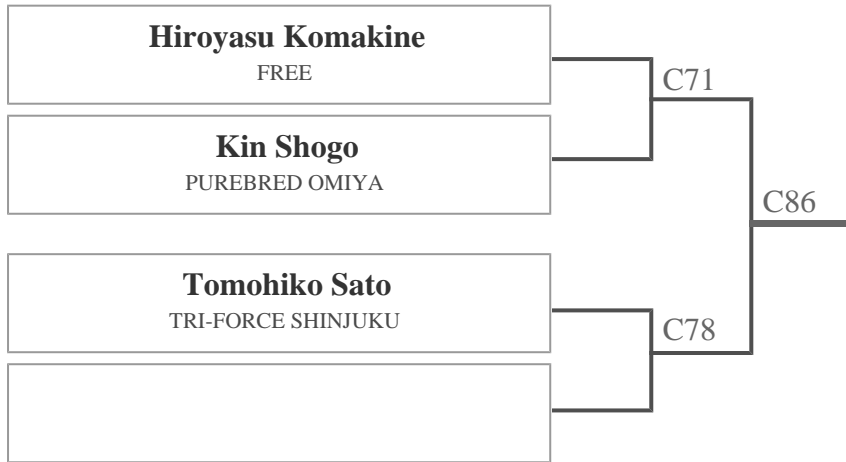 Hiroyasu Komakine
FREE
C71
Kin Shogo
PUREBRED OMIYA
C86
Tomohiko Sato
TRI-FORCE SHINJUKU
C78